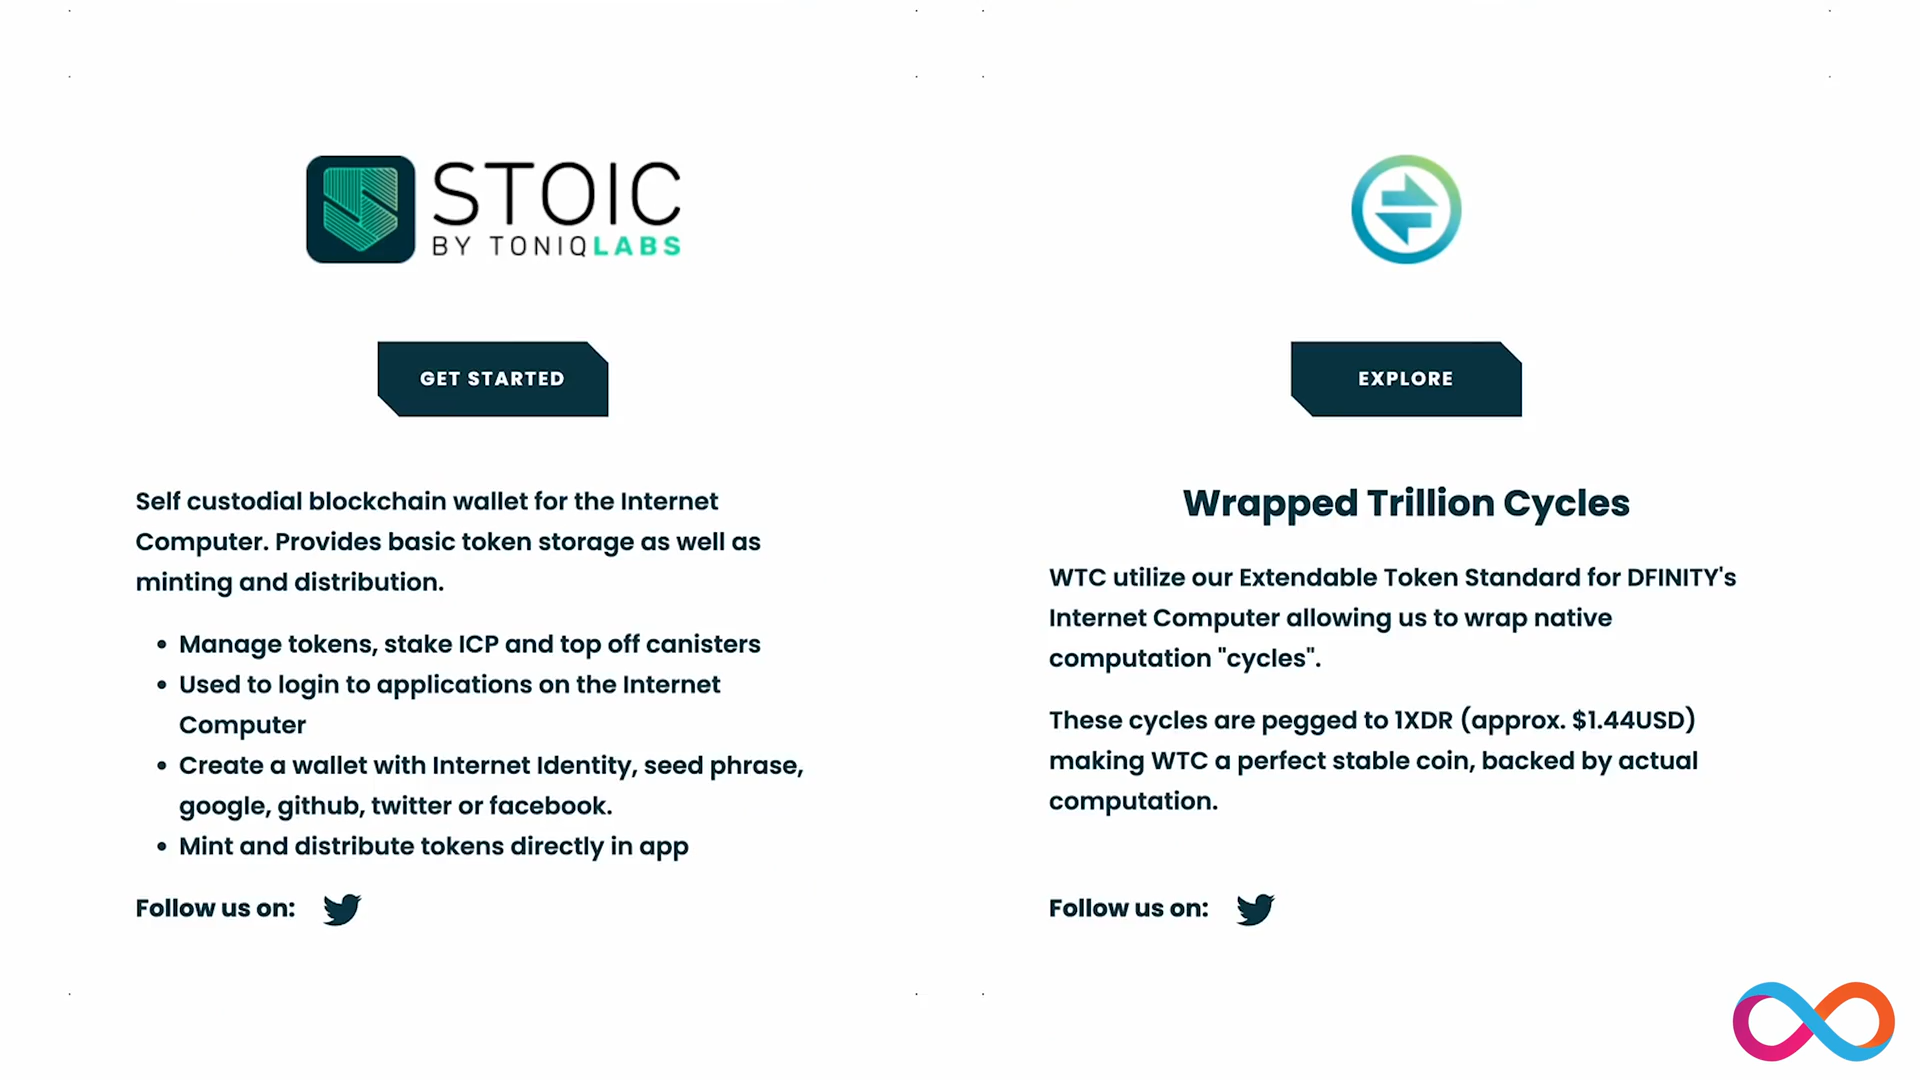 STOIC
BY TONIQLABS
GET STARTED
Self custodial blockchain wallet for the Internet
Computer. Provides basic token storage as well as
minting and distribution.
• Manage tokens, stake ICP and top off canisters
• Used to login to applications on the Internet
Computer
• Create a wallet with Internet Identity, seed phrase,
google, github, twitter or facebook.
• Mint and distribute tokens directly in app
Follow us on:
EXPLORE
Wrapped Trillion Cycles
WTC utilize our Extendable Token Standard for DFINITY's
Internet Computer allowing us to wrap native
computation "cycles".
These cycles are pegged to 1XDR (approx. $1.44USD)
making WTC a perfect stable coin, backed by actual
computation.
Follow us on: